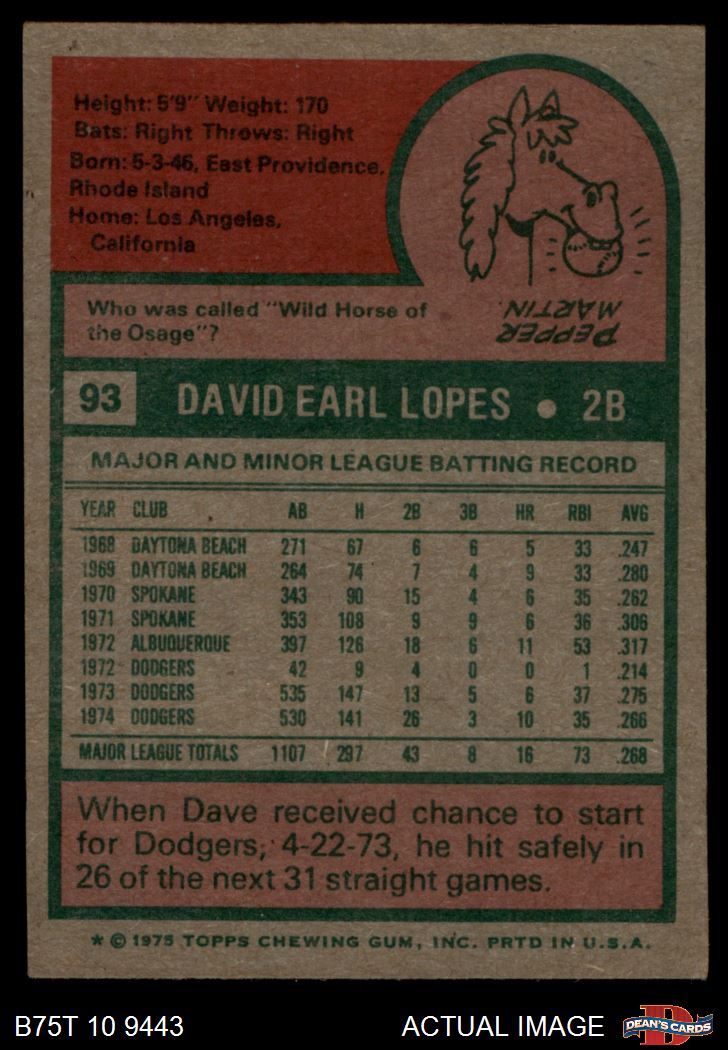 Height: 5'9" Weight: 170
Bats: Right Throws: Right
Born: 5-3-46, East Providence,
Rhode Island
Home: Los Angeles,
California
Who was called "Wild Horse of
the Osage"?
PEPPER
MARTIN.
93 DAVID EARL LOPES • 2B
MAJOR AND MINOR LEAGUE BATTING RECORD
YEAR CLUB AB H 2B 3B HR RBI AVG
1968 DAYTONA BEACH 271 67 6 6 5 33 .247
1969 DAYTONA BEACH 264 74 7 4 9 33 .280
1970 SPOKANE 343 90 15 4 6 35 .262
1971 SPOKANE 353 108 9 9 6 36 .306
1972 ALBUQUERQUE 397 126 18 6 11 53 .317
1972 DODGERS 42 9 4 0 0 1 .214
1973 DODGERS 535 147 13 5 6 37 .275
1974 DODGERS 530 141 26 3 10 35 .266
MAJOR LEAGUE TOTALS 1107 297 43 8 16 73 .268
When Dave received chance to start
for Dodgers, 4-22-73, he hit safely in
26 of the next 31 straight games.
* © 1975 TOPPS CHEWING GUM, INC. PRTD IN U.S.A.
B75T 10 9443 ACTUAL IMAGE D DEAN'S CARDS